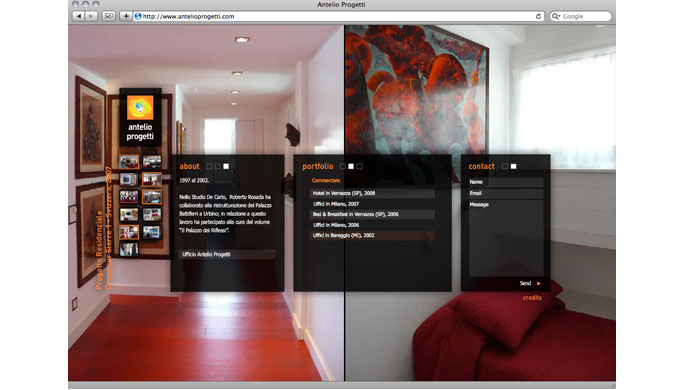 Antelio Progetti
http://www.antelioprogetti.com
Google
antelio
progetti
Progetto Residenziale
about
1997 al 2002.
Nello Studio De Carlo, Roberto Rosada ha
collaborato alla ristrutturazione del Palazzo
Battiferri a Urbino; in relazione a questo
lavoro ha partecipato alla cura del volume
"Il Palazzo dei Riflessi".
Ufficio Antelio Progetti
portfolio
Commerciale
Hotel in Vernazza (SP), 2008
Uffici in Milano, 2007
Bed & Breakfast in Vernazza (SP), 2006
Uffici in Milano, 2006
Uffici in Bareggio (MI), 2002
contact
Name
Email
Message
Send
credits